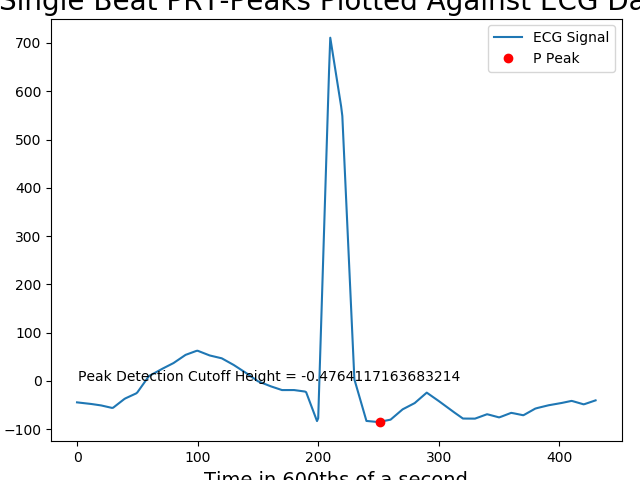 Single Beat PRT-Peaks Plotted Against ECG Da
ECG Signal
P Peak
700
600
500
400
300
200
100
0
−100
Peak Detection Cutoff Height = -0.4764117163683214
0 100 200 300 400
Time in 600ths of a second